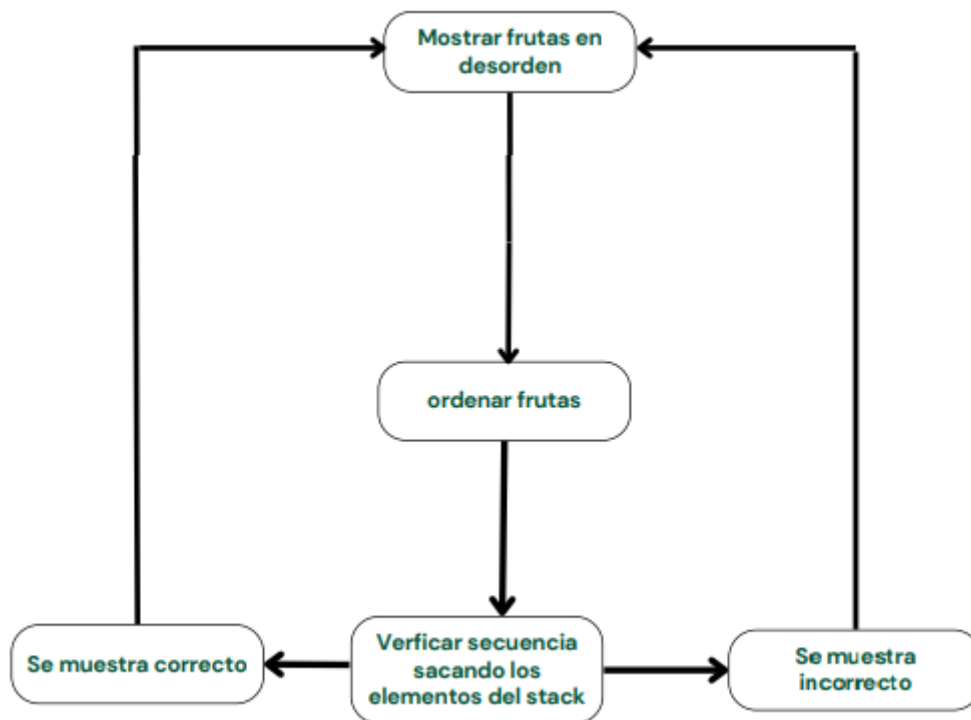 Mostrar frutas en
desorden
ordenar frutas
Se muestra correcto
Verficar secuencia
sacando los
elementos del stack
Se muestra
incorrecto